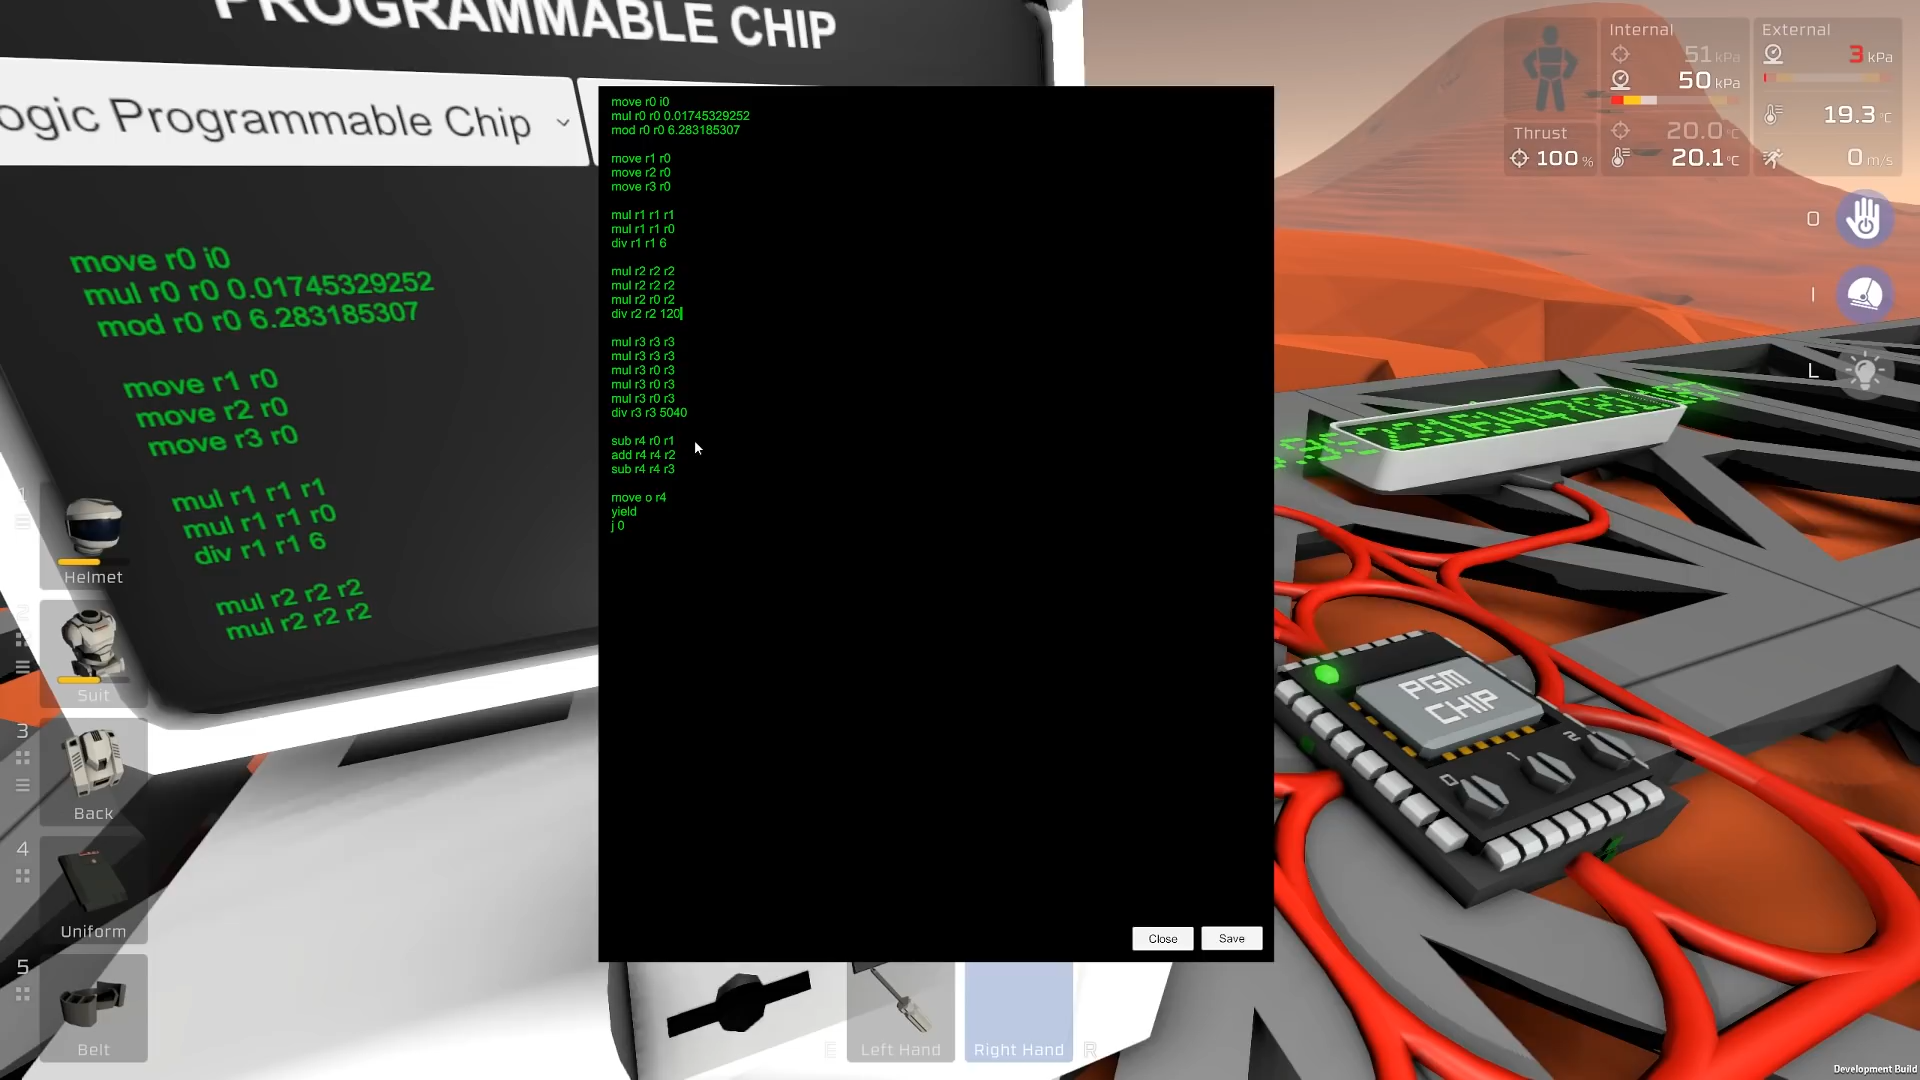 PROGRAMMABLE CHIP
ogic Programmable Chip
move r0 i0
mul r0 r0 0.01745329252
mod r0 r0 6.283185307
move r1 r0
move r2 r0
move r3 r0
mul r1 r1 r1
mul r1 r1 r0
div r1 r1 6
mul r2 r2 r2
mul r2 r2 r2
move r0 i0
mul r0 r0 0.01745329252
mod r0 r0 6.283185307
move r1 r0
move r2 r0
move r3 r0
mul r1 r1 r1
mul r1 r1 r0
div r1 r1 6
mul r2 r2 r2
mul r2 r2 r2
mul r2 r0 r2
div r2 r2 120
mul r3 r3 r3
mul r3 r3 r3
mul r3 r0 r3
mul r3 r0 r3
mul r3 r0 r3
div r3 r3 5040
sub r4 r0 r1
add r4 r4 r2
sub r4 r4 r3
move o r4
yield
j 0
Close
Save
Internal
51 kPa
50 kPa
20.0 °C
20.1 °C
Thrust
100 %
External
3 kPa
19.3 °C
0 m/s
O
I
L
PGM
CHIP
0
1
2
Helmet
Suit
3
Back
4
Uniform
5
Belt
E
Left Hand
Right Hand
R
Development Build